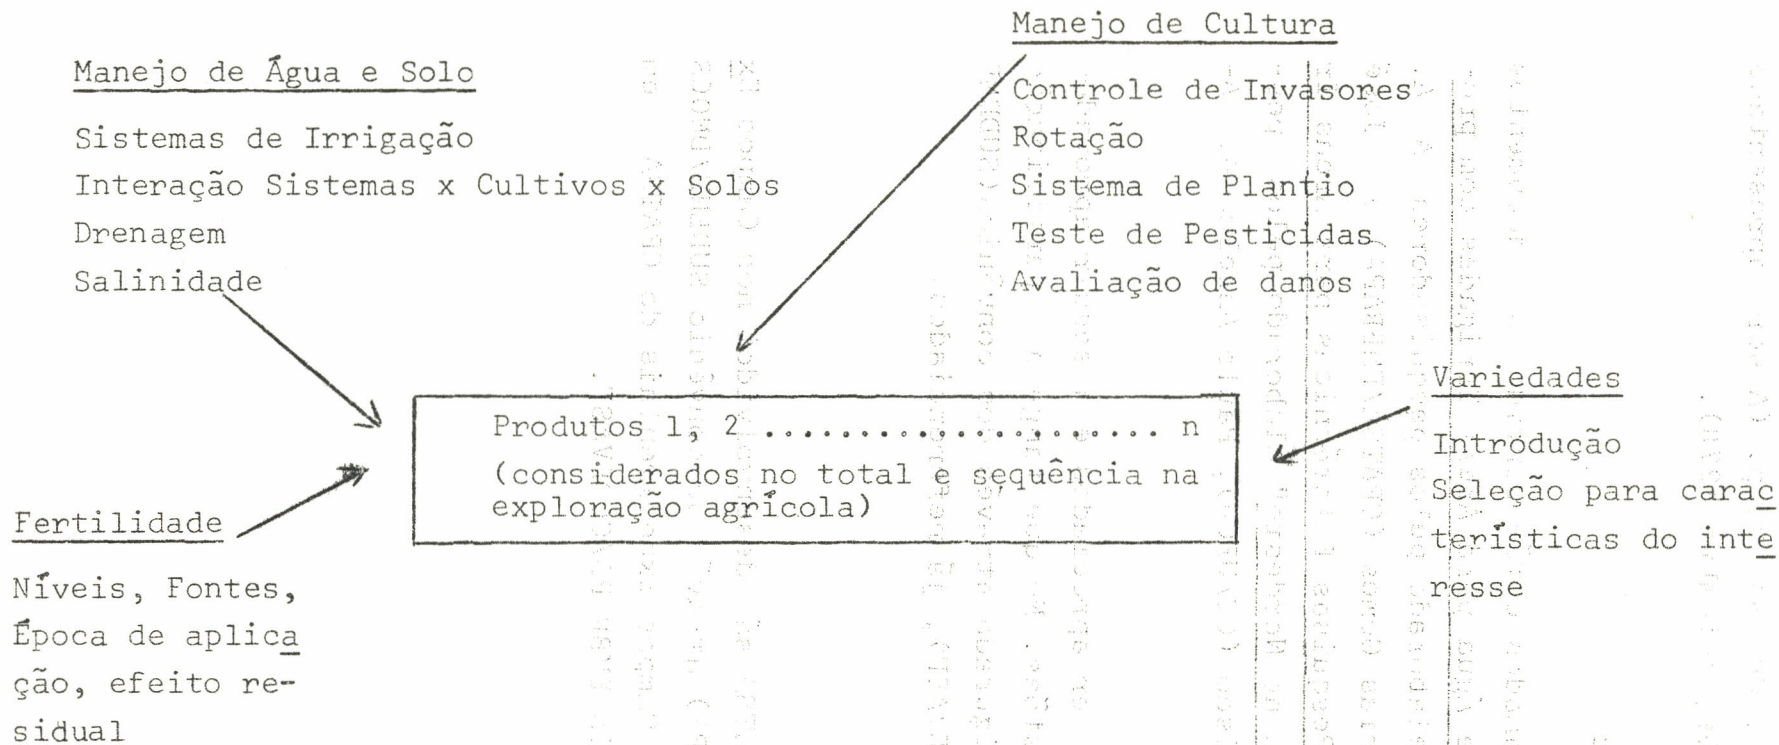 Manejo de Cultura
Controle de Invasores
Rotação
Sistema de Plantio
Teste de Pesticidas
Avaliação de danos
Manejo de Água e Solo
Sistemas de Irrigação
Interação Sistemas x Cultivos x Solos
Drenagem
Salinidade
Produtos 1, 2 ..................... n
(considerados no total e sequência na
exploração agrícola)
Variedades
Introdução
Seleção para carac
terísticas do inte
resse
Fertilidade
Níveis, Fontes,
Época de aplica
ção, efeito re-
sidual